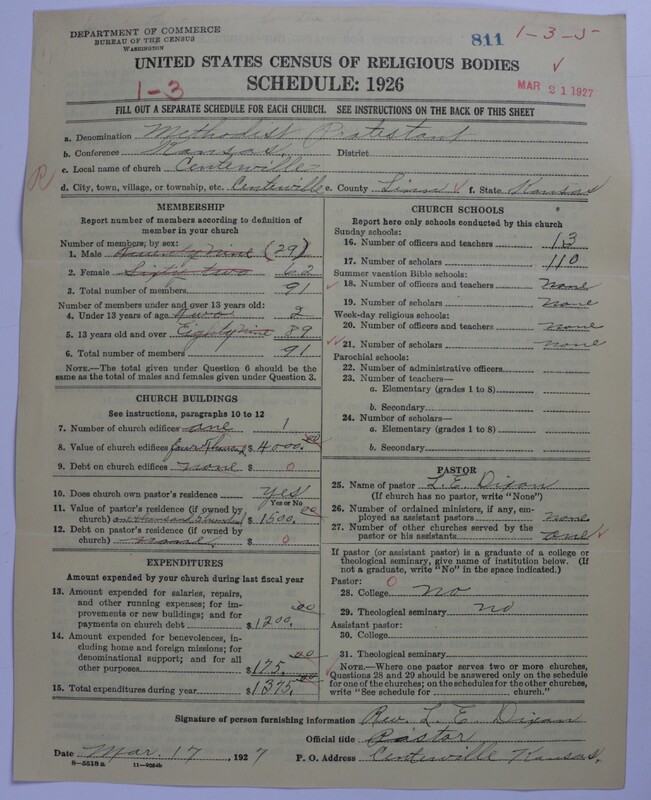 DEPARTMENT OF COMMERCE
BUREAU OF THE CENSUS
WASHINGTON
811
1-3-5
UNITED STATES CENSUS OF RELIGIOUS BODIES
SCHEDULE: 1926
1-3
MAR 21 1927
FILL OUT A SEPARATE SCHEDULE FOR EACH CHURCH. SEE INSTRUCTIONS ON THE BACK OF THIS SHEET
a. Denomination Methodist Protestant
b. Conference Kansas. District
c. Local name of church Centerville
R
d. City, town, village, or township, etc. Centerville e. County Linn f. State Kansas
MEMBERSHIP
Report number of members according to definition of
member in your church
Number of members, by sex:
1. Male Twenty Nine (29)
2. Female Sixty two 62
3. Total number of members 91
Number of members under and over 13 years old:
4. Under 13 years of age Two 2
5. 13 years old and over Eighty Nine 89
6. Total number of members 91
NOTE.—The total given under Question 6 should be
same as the total of males and females given under Question 3.
CHURCH BUILDINGS
See instructions, paragraphs 10 to 12
7. Number of church edifices one 1
8. Value of church edifices four Thousand $ 4000.00
9. Debt on church edifices none $ 0
10. Does church own pastor's residence yes
Yes or No
11. Value of pastor's residence (if owned by
church) one thousand 5 hundred $ 1500.00
12. Debt on pastor's residence (if owned by
church) none $ 0
EXPENDITURES
Amount expended by your church during last fiscal year
13. Amount expended for salaries, repairs,
and other running expenses; for im-
provements or new buildings; and for
payments on church debt $ 1200.00
14. Amount expended for benevolences,
including home and foreign missions; for
denominational support; and for all
other purposes $ 175.00
15. Total expenditures during year $ 1375.00
CHURCH SCHOOLS
Report here only schools conducted by this church
Sunday schools:
16. Number of officers and teachers 13
17. Number of scholars 110
Summer vacation Bible schools:
18. Number of officers and teachers none
19. Number of scholars none
Week-day religious schools:
20. Number of officers and teachers none
21. Number of scholars none
Parochial schools:
22. Number of administrative officers
23. Number of teachers—
a. Elementary (grades 1 to 8)
b. Secondary
24. Number of scholars—
a. Elementary (grades 1 to 8)
b. Secondary
PASTOR
25. Name of pastor L. E. Dixon
(If church has no pastor, write "None")
26. Number of ordained ministers, if any, em-
ployed as assistant pastors none
27. Number of other churches served by the
pastor or his assistants one
If pastor (or assistant pastor) is a graduate of a college or
theological seminary, give name of institution below. (If
not a graduate, write "No" in the space indicated.)
Pastor: 0
28. College no
29. Theological seminary no
Assistant pastor:
30. College
31. Theological seminary
NOTE.—Where one pastor serves two or more churches,
Questions 28 and 29 should be answered only on the schedule
for one of the churches; on the schedules for the other churches,
write "See schedule for church."
Signature of person furnishing information Rev. L. E. Dixon
Official title Pastor
Date Mar. 17, 1927 P. O. Address Centerville Kansas.
8—5518a 11—9264b